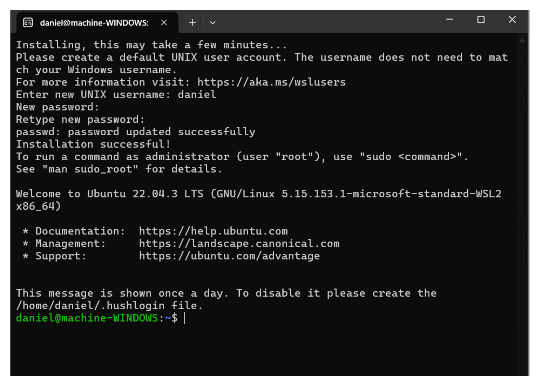 daniel@machine-WINDOWS:
Installing, this may take a few minutes...
Please create a default UNIX user account. The username does not need to mat
ch your Windows username.
For more information visit: https://aka.ms/wslusers
Enter new UNIX username: daniel
New password:
Retype new password:
passwd: password updated successfully
Installation successful!
To run a command as administrator (user "root"), use "sudo <command>".
See "man sudo_root" for details.
Welcome to Ubuntu 22.04.3 LTS (GNU/Linux 5.15.153.1-microsoft-standard-WSL2
x86_64)
* Documentation:  https://help.ubuntu.com
* Management:     https://landscape.canonical.com
* Support:        https://ubuntu.com/advantage
This message is shown once a day. To disable it please create the
/home/daniel/.hushlogin file.
daniel@machine-WINDOWS:~$